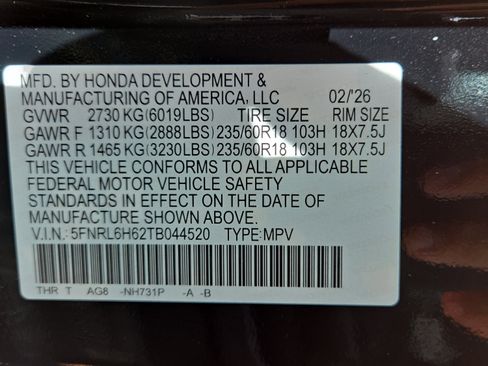 MFD. BY HONDA DEVELOPMENT &
MANUFACTURING OF AMERICA, LLC 02/'26
GVWR 2730 KG(6019LBS) TIRE SIZE RIM SIZE
GAWR F 1310 KG(2888LBS) 235/60R18 103H 18X7.5J
GAWR R 1465 KG(3230LBS) 235/60R18 103H 18X7.5J
THIS VEHICLE CONFORMS TO ALL APPLICABLE
FEDERAL MOTOR VEHICLE SAFETY
STANDARDS IN EFFECT ON THE DATE OF
MANUFACTURE SHOWN ABOVE.
V.I.N.:5FNRL6H62TB044520 TYPE:MPV
THR T AG8 -NH731P -A -B